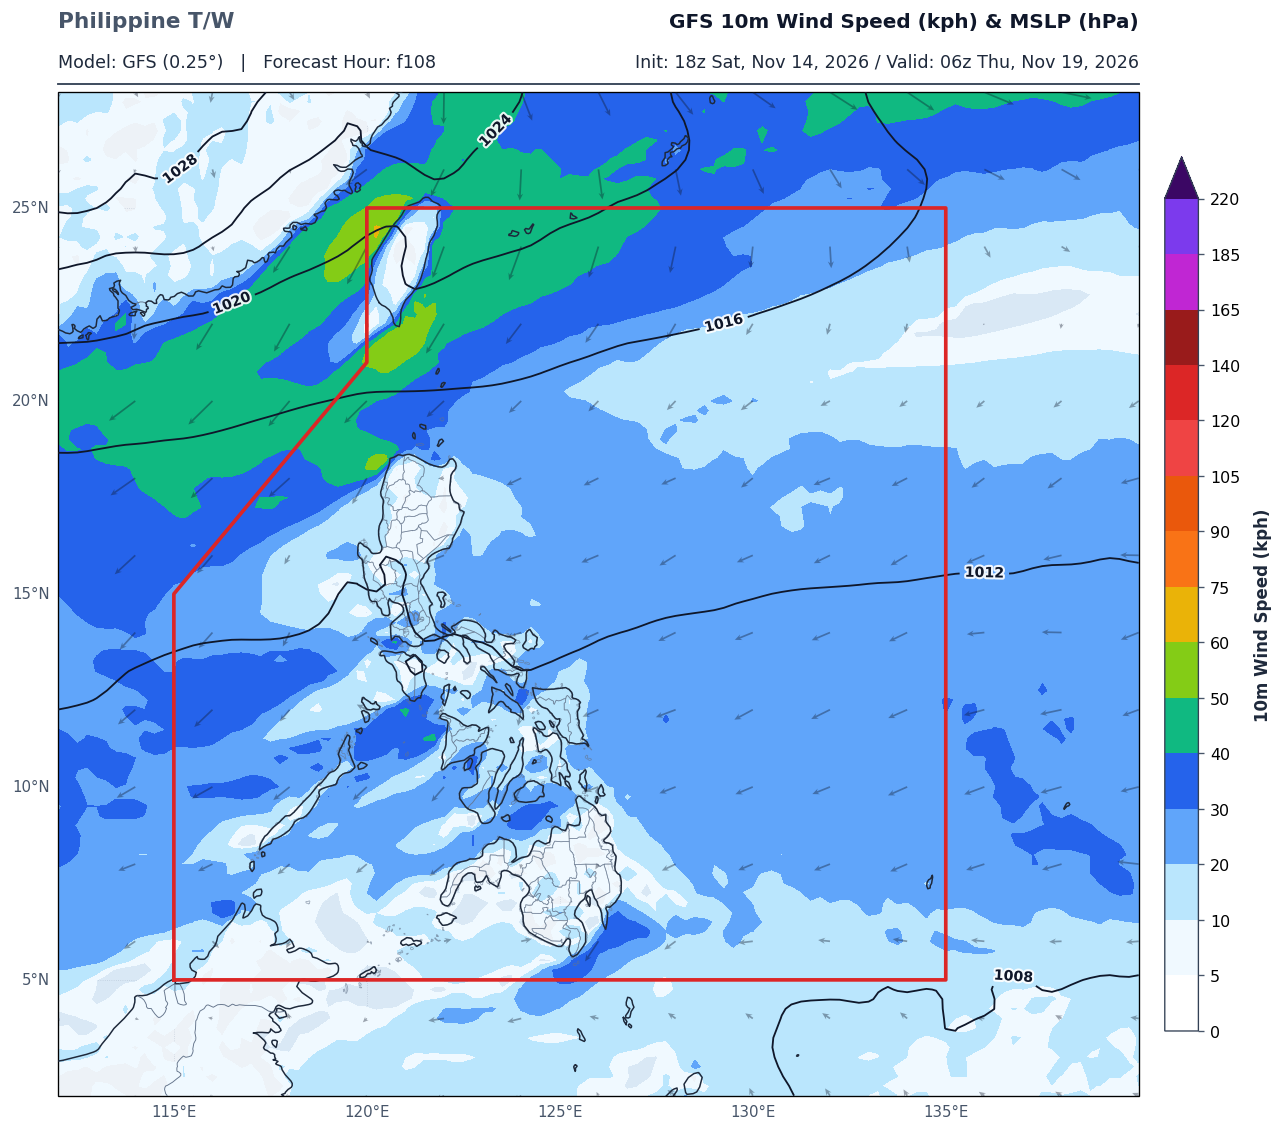 Philippine T/W
GFS 10m Wind Speed (kph) & MSLP (hPa)
Model: GFS (0.25°) | Forecast Hour: f108
Init: 18z Sat, Nov 14, 2026 / Valid: 06z Thu, Nov 19, 2026
1028
1024
1020
1016
1012
1008
25°N
20°N
15°N
10°N
5°N
115°E
120°E
125°E
130°E
135°E
220
185
165
140
120
105
90
75
60
50
40
30
20
10
5
0
10m Wind Speed (kph)